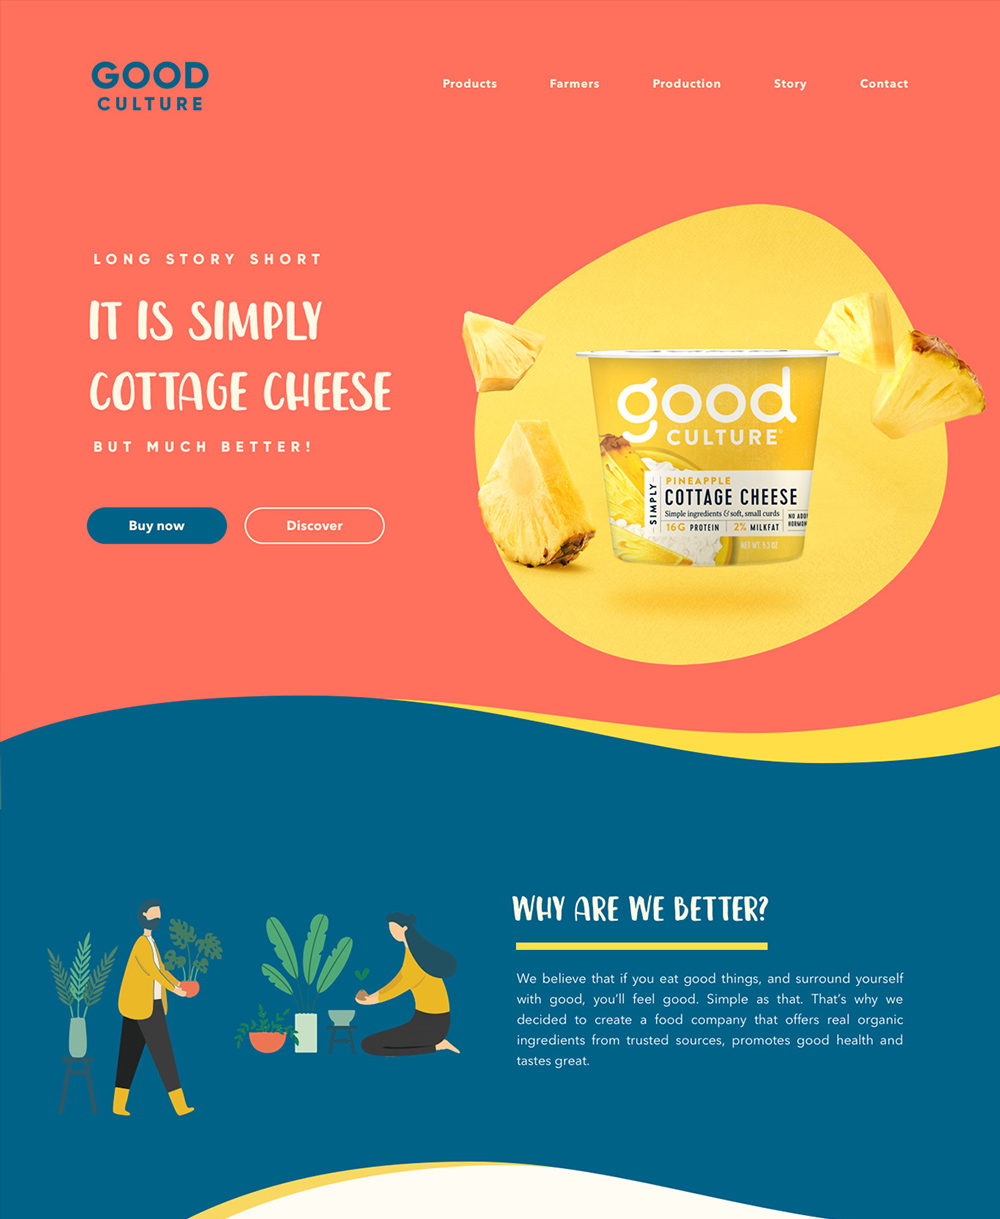 GOOD
CULTURE
Products
Farmers
Production
Story
Contact
LONG STORY SHORT
IT IS SIMPLY
COTTAGE CHEESE
BUT MUCH BETTER!
Buy now
Discover
good
CULTURE
SIMPLY
PINEAPPLE
COTTAGE CHEESE
Simple ingredients & soft, small curds
16G PROTEIN
2% MILKFAT
NO
NET WT 5.3 OZ
WHY ARE WE BETTER?
We believe that if you eat good things, and surround yourself
with good, you'll feel good. Simple as that. That's why we
decided to create a food company that offers real organic
ingredients from trusted sources, promotes good health and
tastes great.